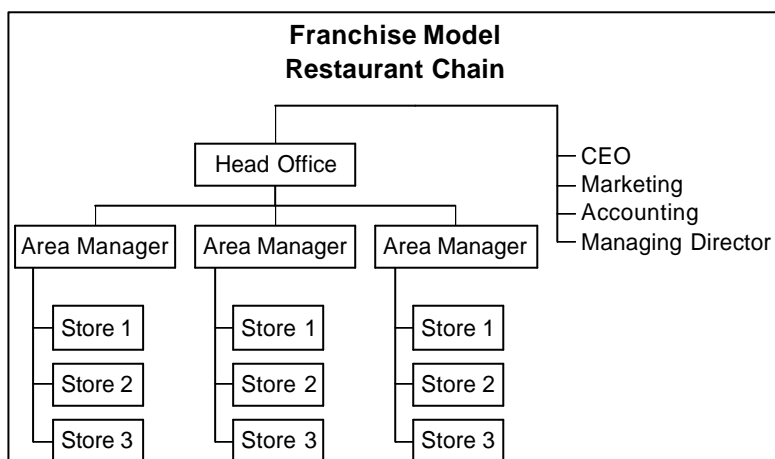 Franchise Model
Restaurant Chain
Head Office
CEO
Marketing
Accounting
Managing Director
Area Manager
Area Manager
Area Manager
Store 1
Store 1
Store 1
Store 2
Store 2
Store 2
Store 3
Store 3
Store 3